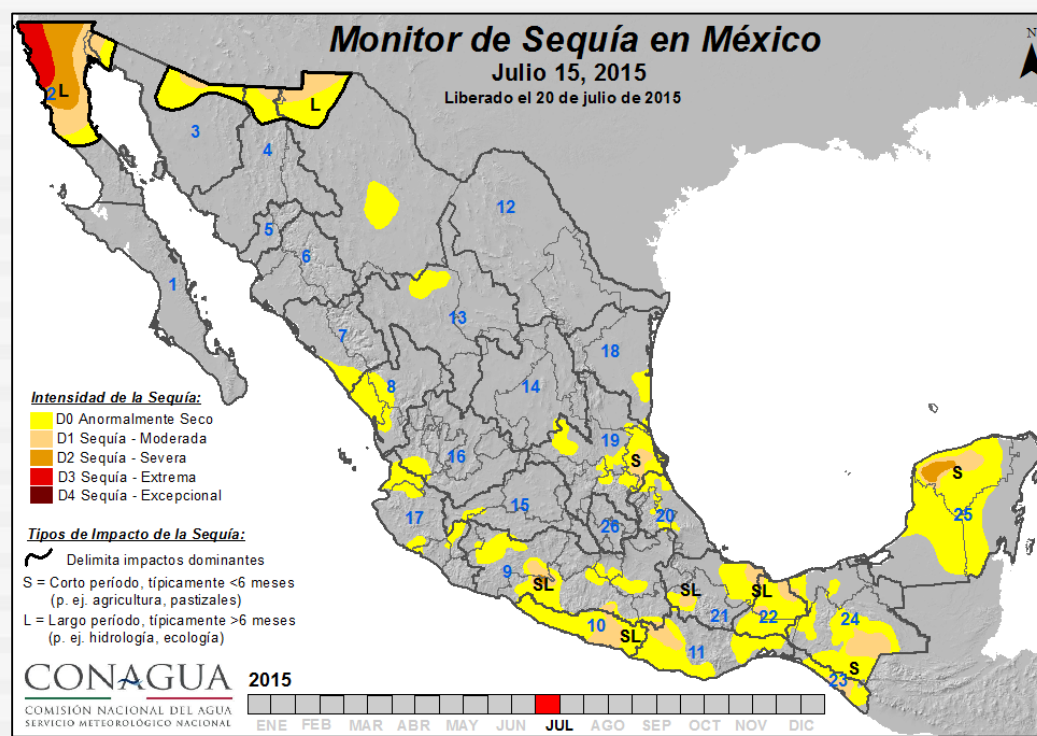 Monitor de Sequía en México
Julio 15, 2015
Liberado el 20 de julio de 2015
N
2 L
3
4
L
12
5
6
1
13
7
18
8
14
19
S
16
S
15
20
25
17
26
9
SL
SL
SL
10
21
22
24
SL
11
S
23
Intensidad de la Sequía:
D0 Anormalmente Seco
D1 Sequía - Moderada
D2 Sequía - Severa
D3 Sequía - Extrema
D4 Sequía - Excepcional
Tipos de Impacto de la Sequía:
Delimita impactos dominantes
S = Corto período, típicamente <6 meses
(p. ej. agricultura, pastizales)
L = Largo período, típicamente >6 meses
(p. ej. hidrología, ecología)
CONAGUA
COMISIÓN NACIONAL DEL AGUA
SERVICIO METEOROLÓGICO NACIONAL
2015
ENE FEB MAR ABR MAY JUN JUL AGO SEP OCT NOV DIC